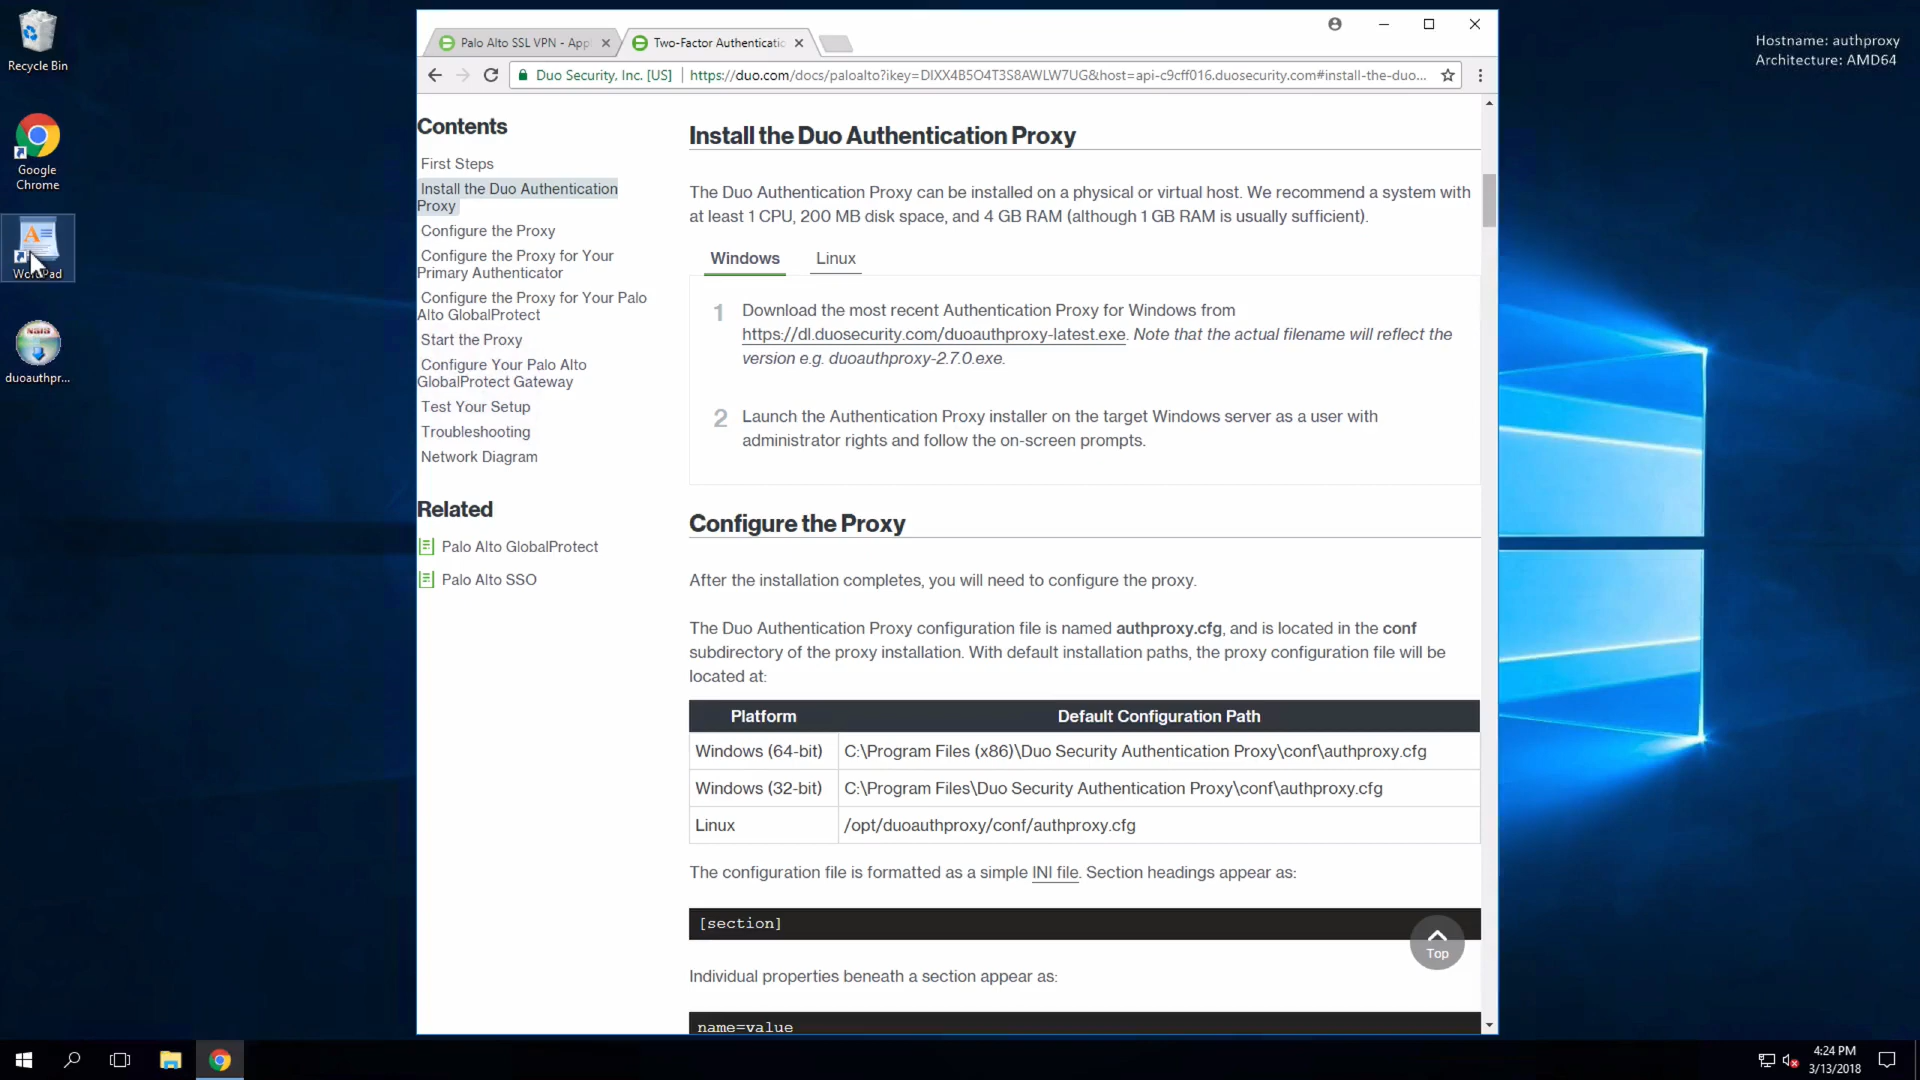 Recycle Bin
Google
Chrome
WordPad
duoauthpr...
Palo Alto SSL VPN - App
Two-Factor Authenticatio
Hostname: authproxy
Architecture: AMD64
Duo Security, Inc. [US]
https://duo.com/docs/paloalto?ikey=DIXX4B5O4T3S8AWLW7UG&host=api-c9cff016.duosecurity.com#install-the-duo...
Contents
First Steps
Install the Duo Authentication
Proxy
Configure the Proxy
Configure the Proxy for Your
Primary Authenticator
Configure the Proxy for Your Palo
Alto GlobalProtect
Start the Proxy
Configure Your Palo Alto
GlobalProtect Gateway
Test Your Setup
Troubleshooting
Network Diagram
Related
Palo Alto GlobalProtect
Palo Alto SSO
Install the Duo Authentication Proxy
The Duo Authentication Proxy can be installed on a physical or virtual host. We recommend a system with
at least 1 CPU, 200 MB disk space, and 4 GB RAM (although 1 GB RAM is usually sufficient).
Windows Linux
1 Download the most recent Authentication Proxy for Windows from
https://dl.duosecurity.com/duoauthproxy-latest.exe. Note that the actual filename will reflect the
version e.g. duoauthproxy-2.7.0.exe.
2 Launch the Authentication Proxy installer on the target Windows server as a user with
administrator rights and follow the on-screen prompts.
Configure the Proxy
After the installation completes, you will need to configure the proxy.
The Duo Authentication Proxy configuration file is named authproxy.cfg, and is located in the conf
subdirectory of the proxy installation. With default installation paths, the proxy configuration file will be
located at:
Platform Default Configuration Path
Windows (64-bit) C:\Program Files (x86)\Duo Security Authentication Proxy\conf\authproxy.cfg
Windows (32-bit) C:\Program Files\Duo Security Authentication Proxy\conf\authproxy.cfg
Linux /opt/duoauthproxy/conf/authproxy.cfg
The configuration file is formatted as a simple INI file. Section headings appear as:
[section]
Top
Individual properties beneath a section appear as:
name=value
4:24 PM
3/13/2018